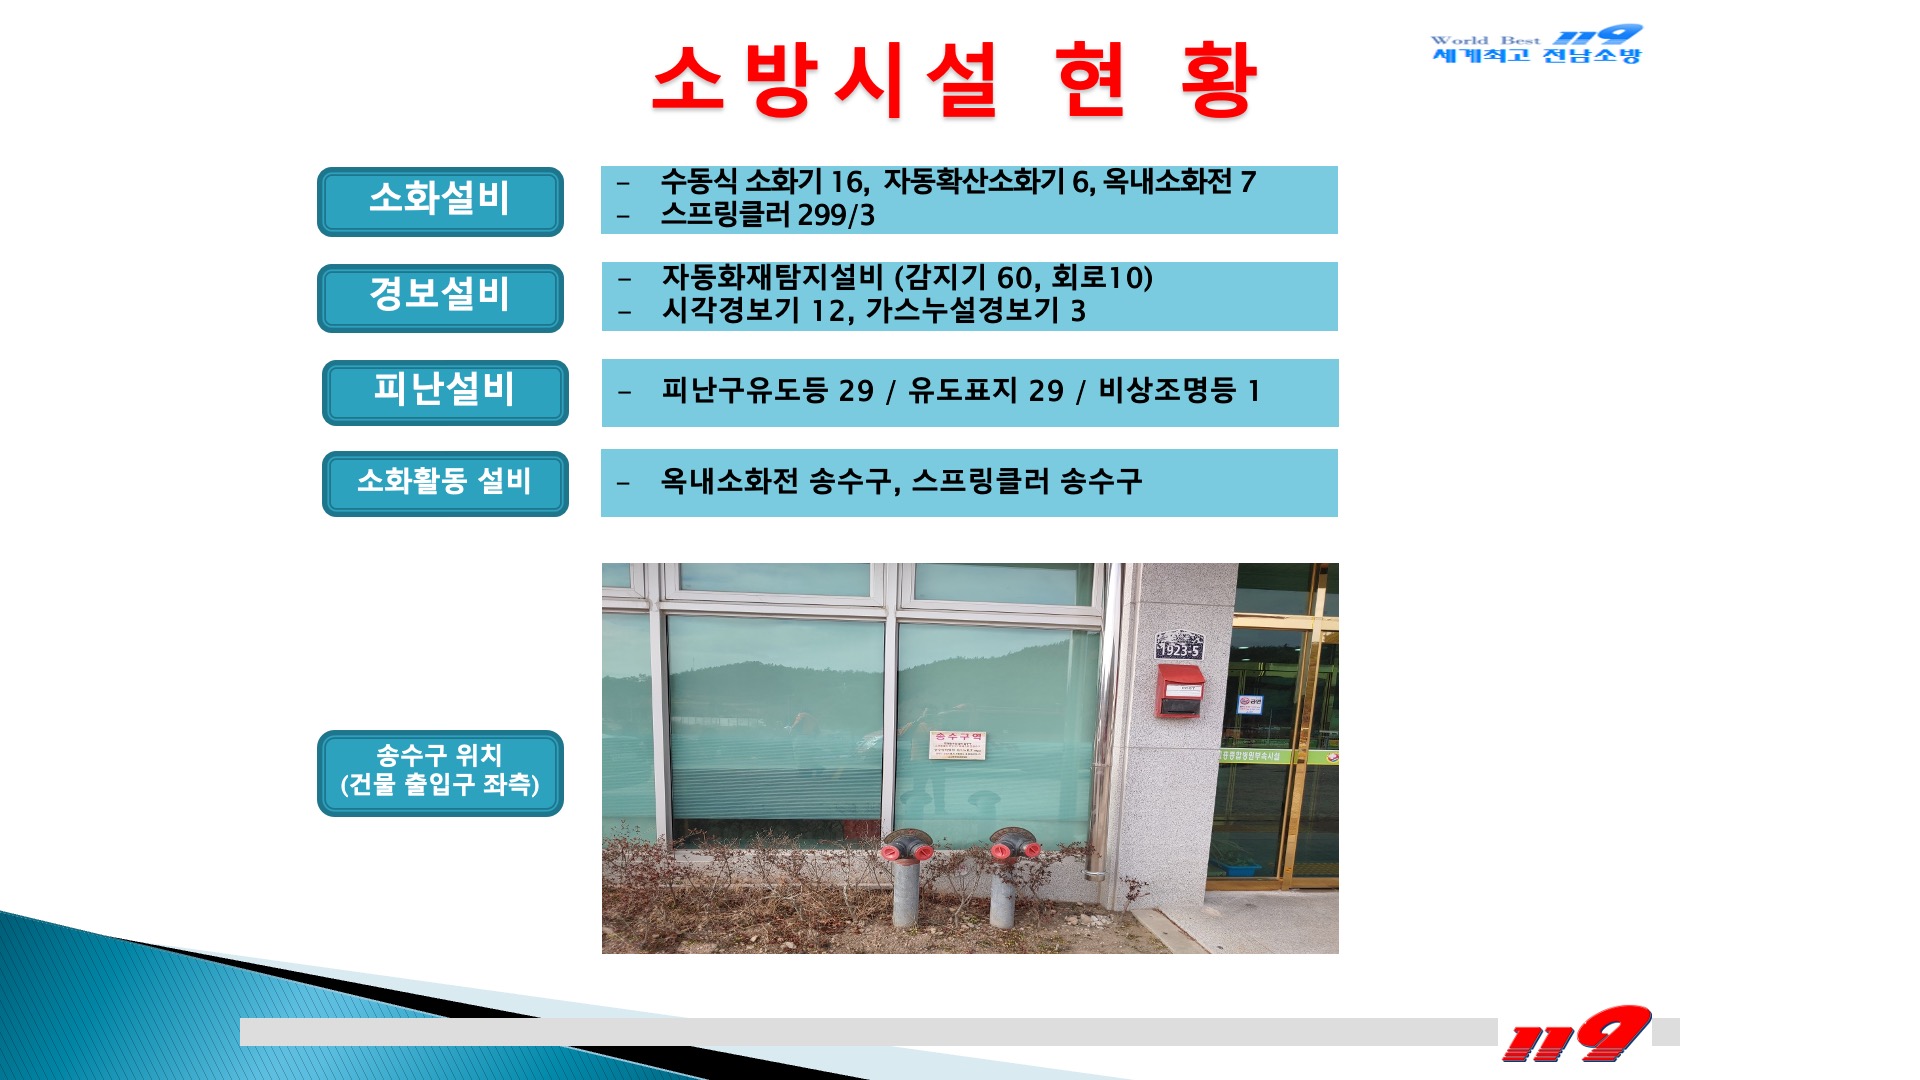 소방시설 현 황
World Best 119
세계최고 전남소방
소화설비
- 수동식 소화기 16, 자동확산소화기 6, 옥내소화전 7
- 스프링클러 299/3
경보설비
- 자동화재탐지설비 (감지기 60, 회로10)
- 시각경보기 12, 가스누설경보기 3
피난설비
- 피난구유도등 29 / 유도표지 29 / 비상조명등 1
소화활동 설비
- 옥내소화전 송수구, 스프링클러 송수구
송수구 위치
(건물 출입구 좌측)
1923-5
금연
송수구역
119